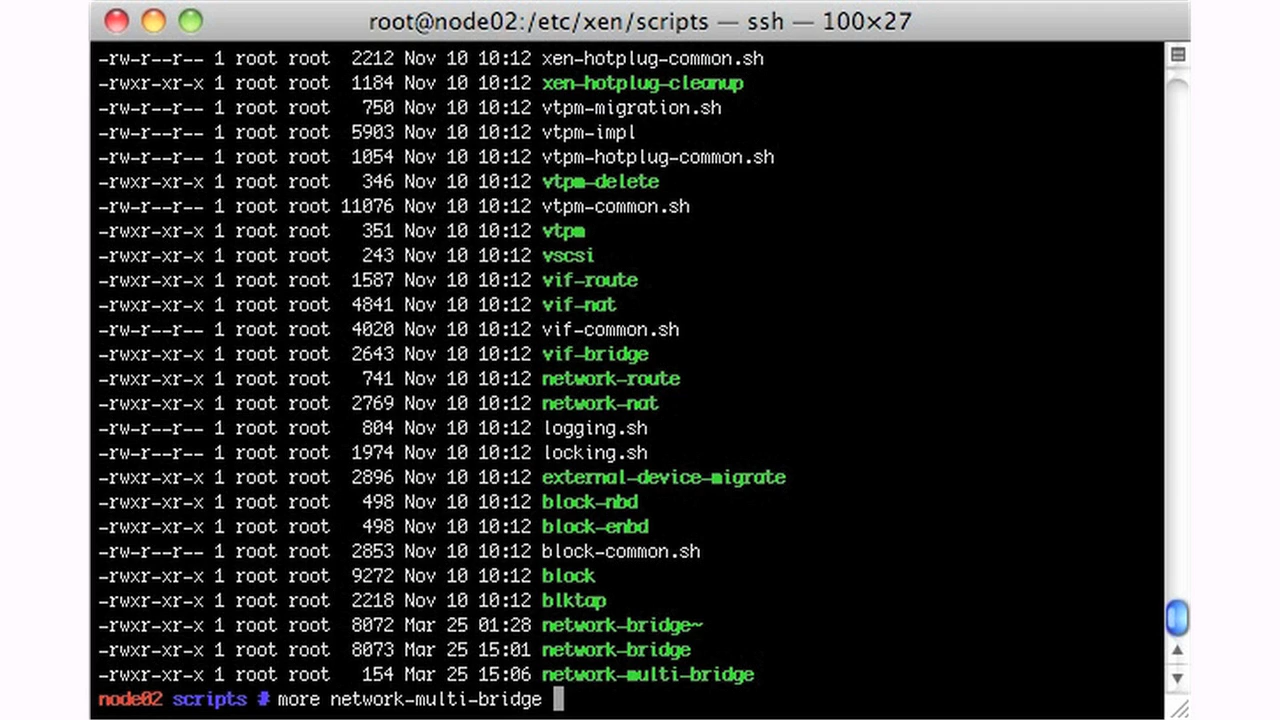 root@node02:/etc/xen/scripts — ssh — 100×27
-rw-r--r-- 1 root root  2212 Nov 10 10:12 xen-hotplug-common.sh
-rwxr-xr-x 1 root root  1184 Nov 10 10:12 xen-hotplug-cleanup
-rw-r--r-- 1 root root   750 Nov 10 10:12 vtpm-migration.sh
-rw-r--r-- 1 root root  5903 Nov 10 10:12 vtpm-impl
-rw-r--r-- 1 root root  1054 Nov 10 10:12 vtpm-hotplug-common.sh
-rwxr-xr-x 1 root root   346 Nov 10 10:12 vtpm-delete
-rw-r--r-- 1 root root 11076 Nov 10 10:12 vtpm-common.sh
-rwxr-xr-x 1 root root   351 Nov 10 10:12 vtpm
-rwxr-xr-x 1 root root   243 Nov 10 10:12 vscsi
-rwxr-xr-x 1 root root  1587 Nov 10 10:12 vif-route
-rwxr-xr-x 1 root root  4841 Nov 10 10:12 vif-nat
-rw-r--r-- 1 root root  4020 Nov 10 10:12 vif-common.sh
-rwxr-xr-x 1 root root  2643 Nov 10 10:12 vif-bridge
-rwxr-xr-x 1 root root   741 Nov 10 10:12 network-route
-rwxr-xr-x 1 root root  2769 Nov 10 10:12 network-nat
-rw-r--r-- 1 root root   804 Nov 10 10:12 logging.sh
-rw-r--r-- 1 root root  1974 Nov 10 10:12 locking.sh
-rwxr-xr-x 1 root root  2896 Nov 10 10:12 external-device-migrate
-rwxr-xr-x 1 root root   498 Nov 10 10:12 block-nbd
-rwxr-xr-x 1 root root   498 Nov 10 10:12 block-enbd
-rw-r--r-- 1 root root  2853 Nov 10 10:12 block-common.sh
-rwxr-xr-x 1 root root  9272 Nov 10 10:12 block
-rwxr-xr-x 1 root root  2218 Nov 10 10:12 blktap
-rwxr-xr-x 1 root root  8072 Mar 25 01:28 network-bridge~
-rwxr-xr-x 1 root root  8073 Mar 25 15:01 network-bridge
-rwxr-xr-x 1 root root   154 Mar 25 15:06 network-multi-bridge
node02 scripts # more network-multi-bridge